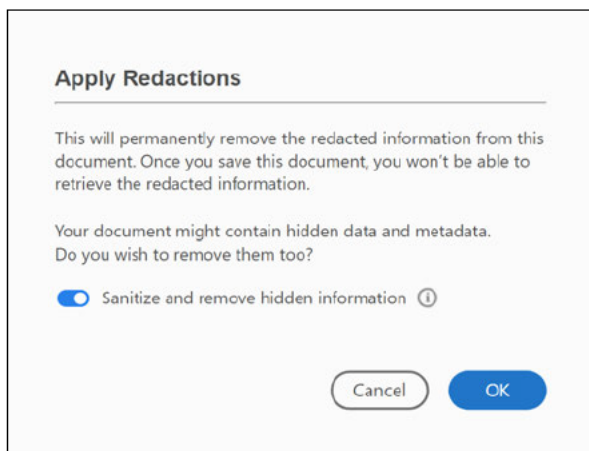 Apply Redactions
This will permanently remove the redacted information from this
document. Once you save this document, you won't be able to
retrieve the redacted information.
Your document might contain hidden data and metadata.
Do you wish to remove them too?
Sanitize and remove hidden information
Cancel
OK